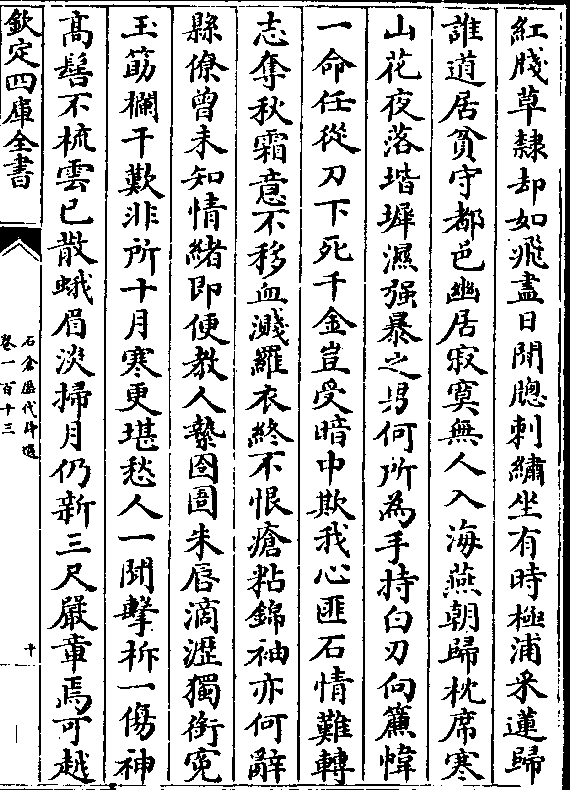 紅牋草隸却如飛盡日閒牕刺繡坐有時極浦采蓮歸
誰道居貧守都邑幽居寂寞無人入海燕朝歸枕席寒
山花夜落堦墀濕强暴之男何所為手持白刃向簾幃
一命任從刀下死千金豈受暗中欺我心匪石情難轉
志奪秋霜意不移血濺羅衣終不恨瘡粘錦袖亦何辭
縣僚曾未知情緒即便教人縶囹圄朱唇滴瀝獨銜寃
玉筯欄干歎非所十月寒更堪愁人一聞擊柝一傷神
髙髻不梳雲已散蛾眉淡掃月仍新三尺嚴章焉可越
欽定四庫全書
石倉歷代詩選
卷一百十三
十